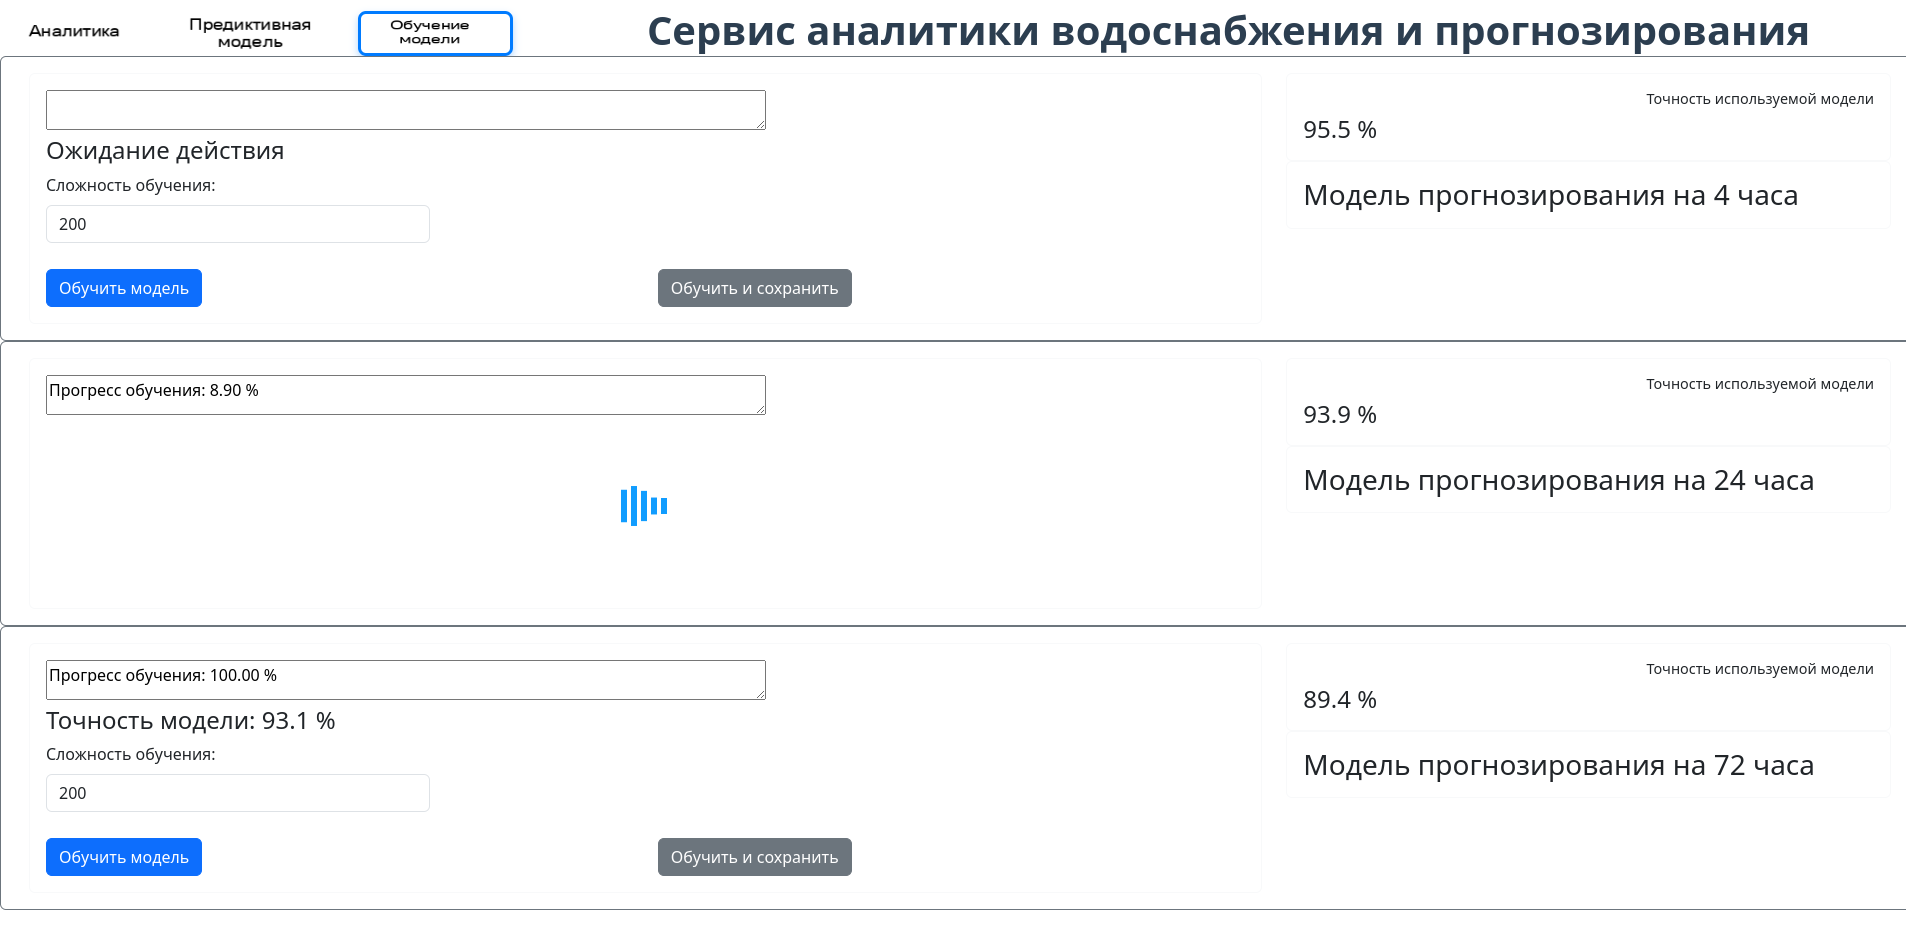 Аналитика
Предиктивная
модель
Обучение
модели
Сервис аналитики водоснабжения и прогнозирования
Ожидание действия
Сложность обучения:
200
Обучить модель
Обучить и сохранить
Точность используемой модели
95.5 %
Модель прогнозирования на 4 часа
Прогресс обучения: 8.90 %
Точность используемой модели
93.9 %
Модель прогнозирования на 24 часа
Прогресс обучения: 100.00 %
Точность модели: 93.1 %
Сложность обучения:
200
Обучить модель
Обучить и сохранить
Точность используемой модели
89.4 %
Модель прогнозирования на 72 часа